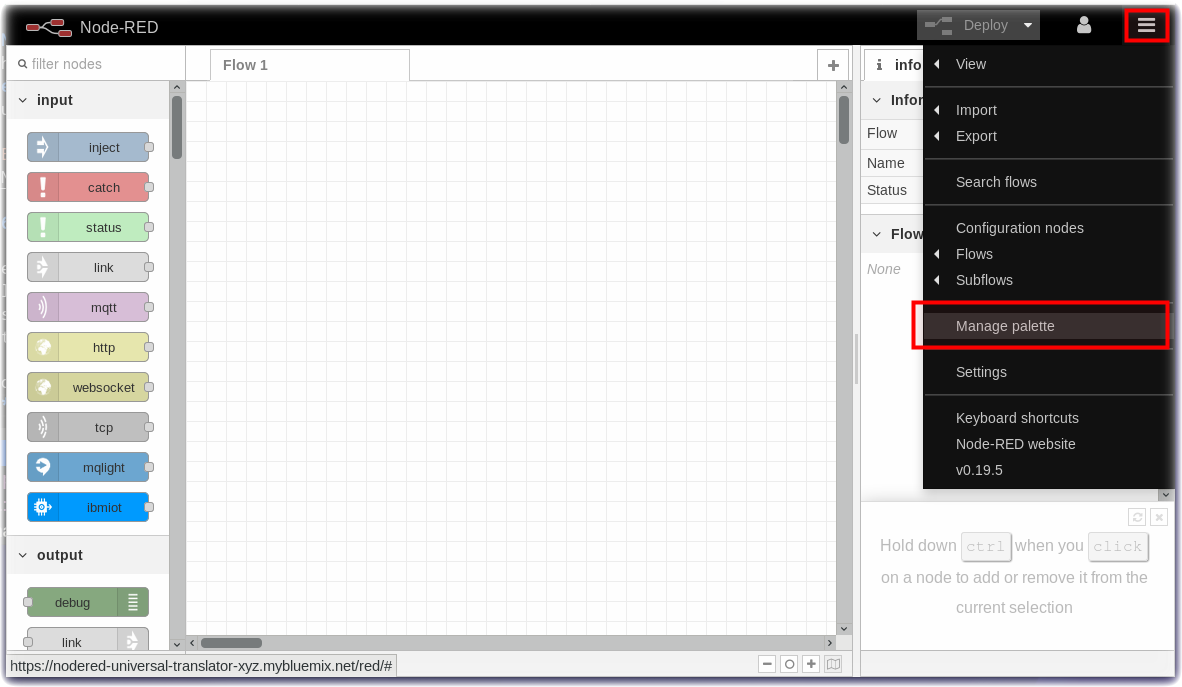 Node-RED
Deploy
filter nodes
Flow 1
info
View
input
Infor
Import
Flow
Export
inject
Name
catch
Status
Search flows
status
Flow
Configuration nodes
Flows
link
None
Subflows
mqtt
Manage palette
http
Settings
websocket
Keyboard shortcuts
tcp
Node-RED website
mqlight
v0.19.5
ibmiot
Hold down ctrl when you click
output
on a node to add or remove it from the
debug
current selection
link
https://nodered-universal-translator-xyz.mybluemix.net/red/#